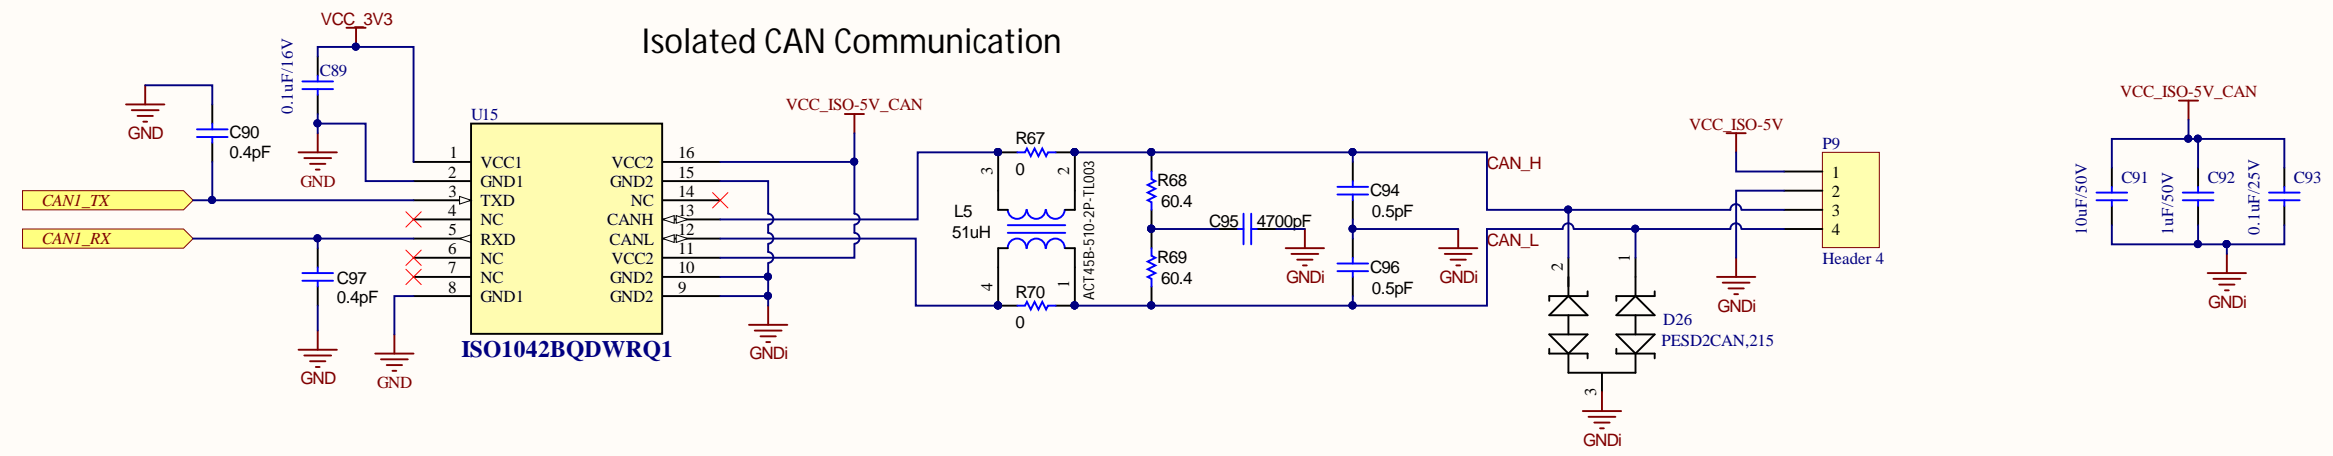 Isolated CAN Communication
VCC_3V3
0.1uF/16V
C89
GND
C90
0.4pF
GND
CAN1_TX
CAN1_RX
C97
0.4pF
GND
GND
U15
1 VCC1
2 GND1
3 TXD
4 NC
5 RXD
6 NC
7 NC
8 GND1
VCC2 16
GND2 15
NC 14
CANH 13
CANL 12
VCC2 11
GND2 10
GND2 9
ISO1042BQDWRQ1
VCC_ISO-5V_CAN
GNDi
R67
0
3
2
L5
51uH
4
1
ACT45B-510-2P-TL003
R70
0
R68
60.4
R69
60.4
C95 4700pF
GNDi
C94
0.5pF
C96
0.5pF
GNDi
CAN_H
CAN_L
2
1
D26
PESD2CAN,215
3
GNDi
VCC_ISO-5V
GNDi
P9
1
2
3
4
Header 4
VCC_ISO-5V_CAN
10uF/50V
C91
1uF/50V
C92
0.1uF/25V
C93
GNDi